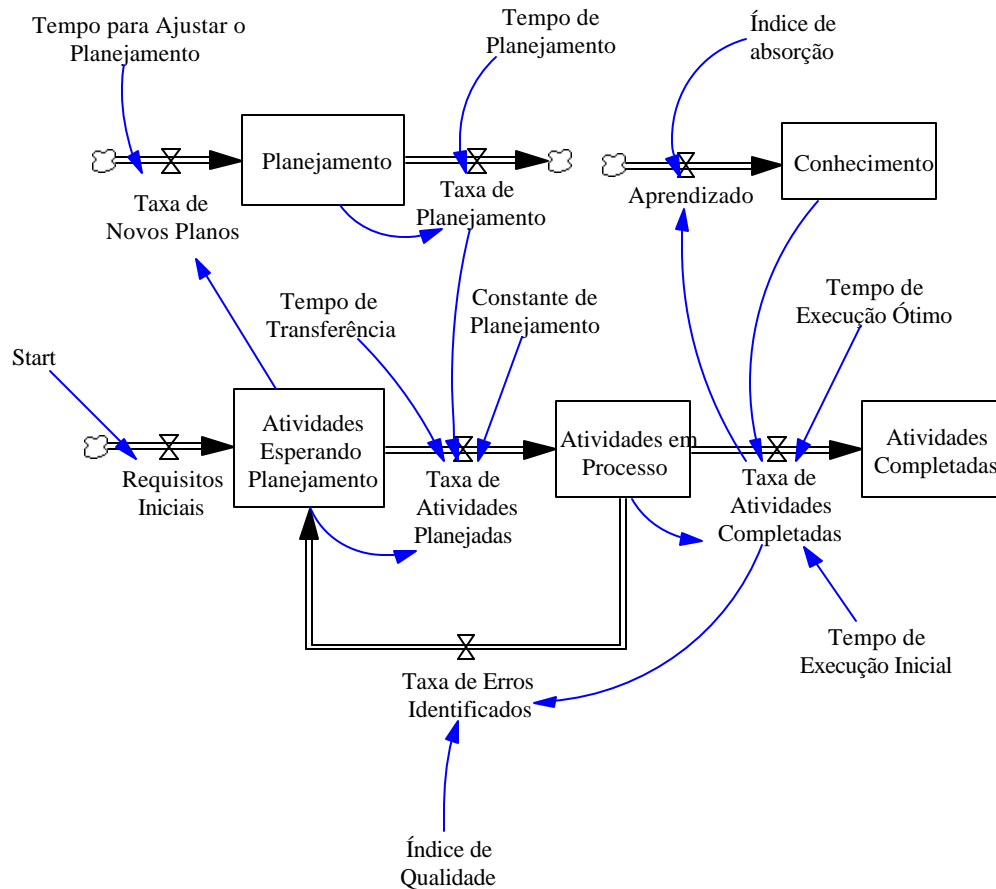 Tempo para Ajustar o
Planejamento
Tempo de
Planejamento
Índice de
absorção
Planejamento
Conhecimento
Taxa de
Novos Planos
Taxa de
Planejamento
Aprendizado
Tempo de
Transferência
Constante de
Planejamento
Tempo de
Execução Ótimo
Start
Requisitos
Iniciais
Atividades
Esperando
Planejamento
Taxa de
Atividades
Planejadas
Atividades em
Processo
Taxa de
Atividades
Completadas
Atividades
Completadas
Tempo de
Execução Inicial
Taxa de Erros
Identificados
Índice de
Qualidade